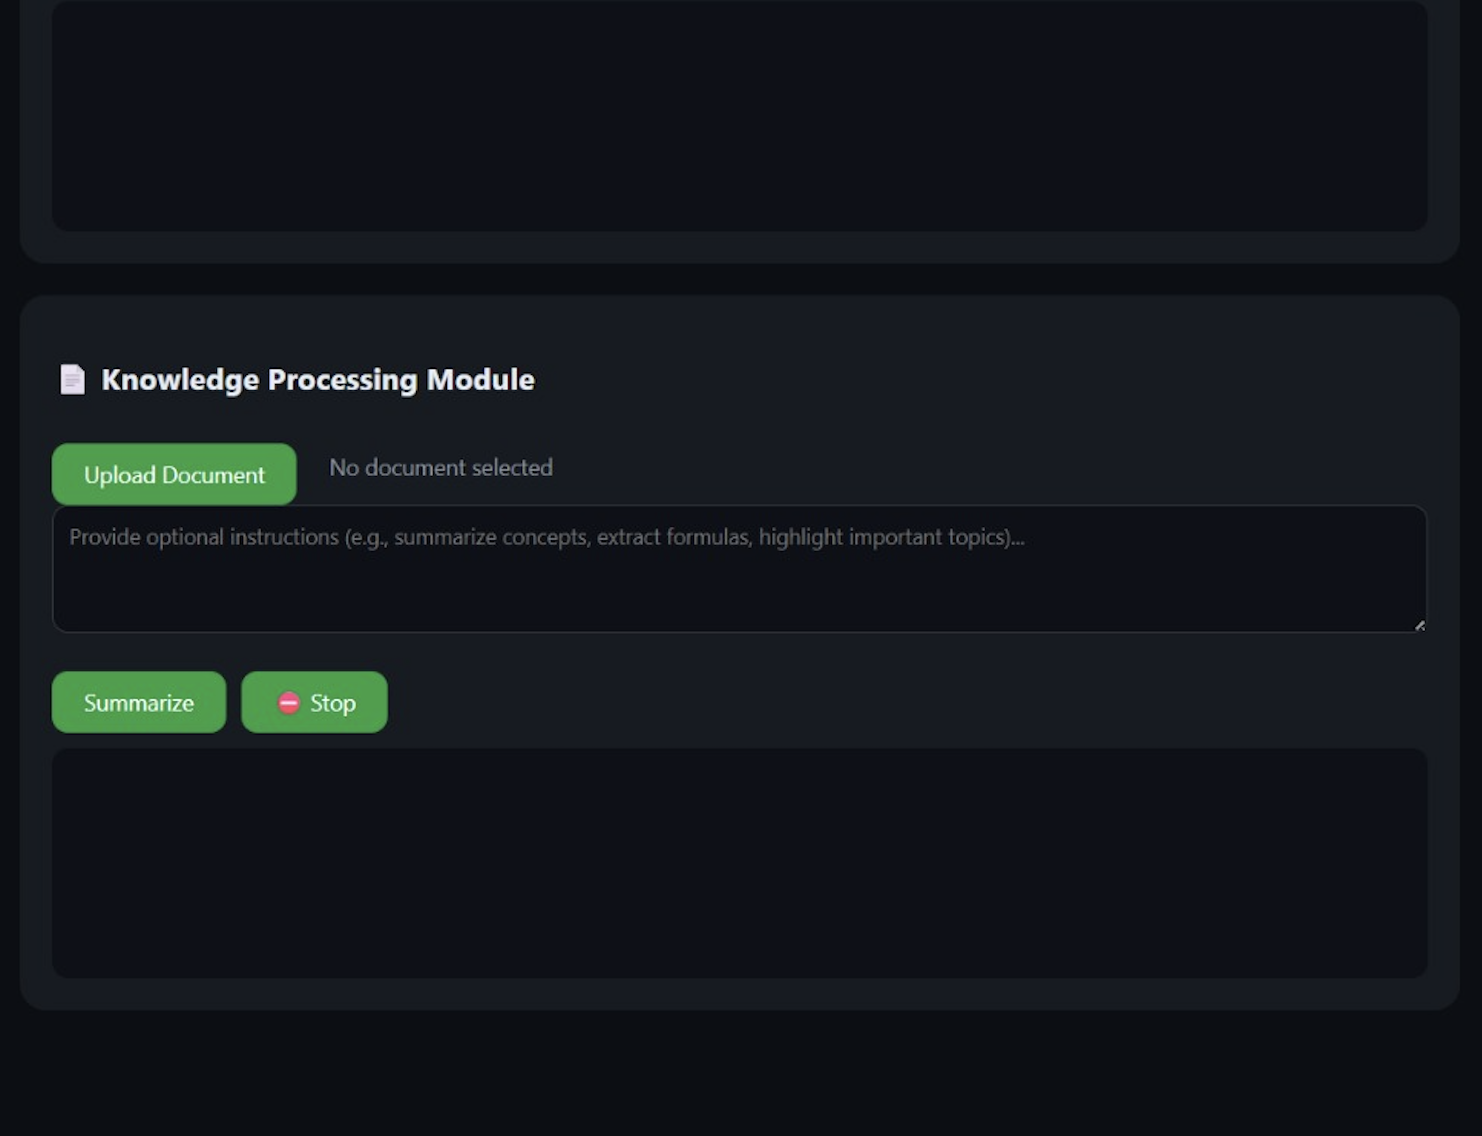 Knowledge Processing Module
Upload Document No document selected
Provide optional instructions (e.g., summarize concepts, extract formulas, highlight important topics)...
Summarize Stop